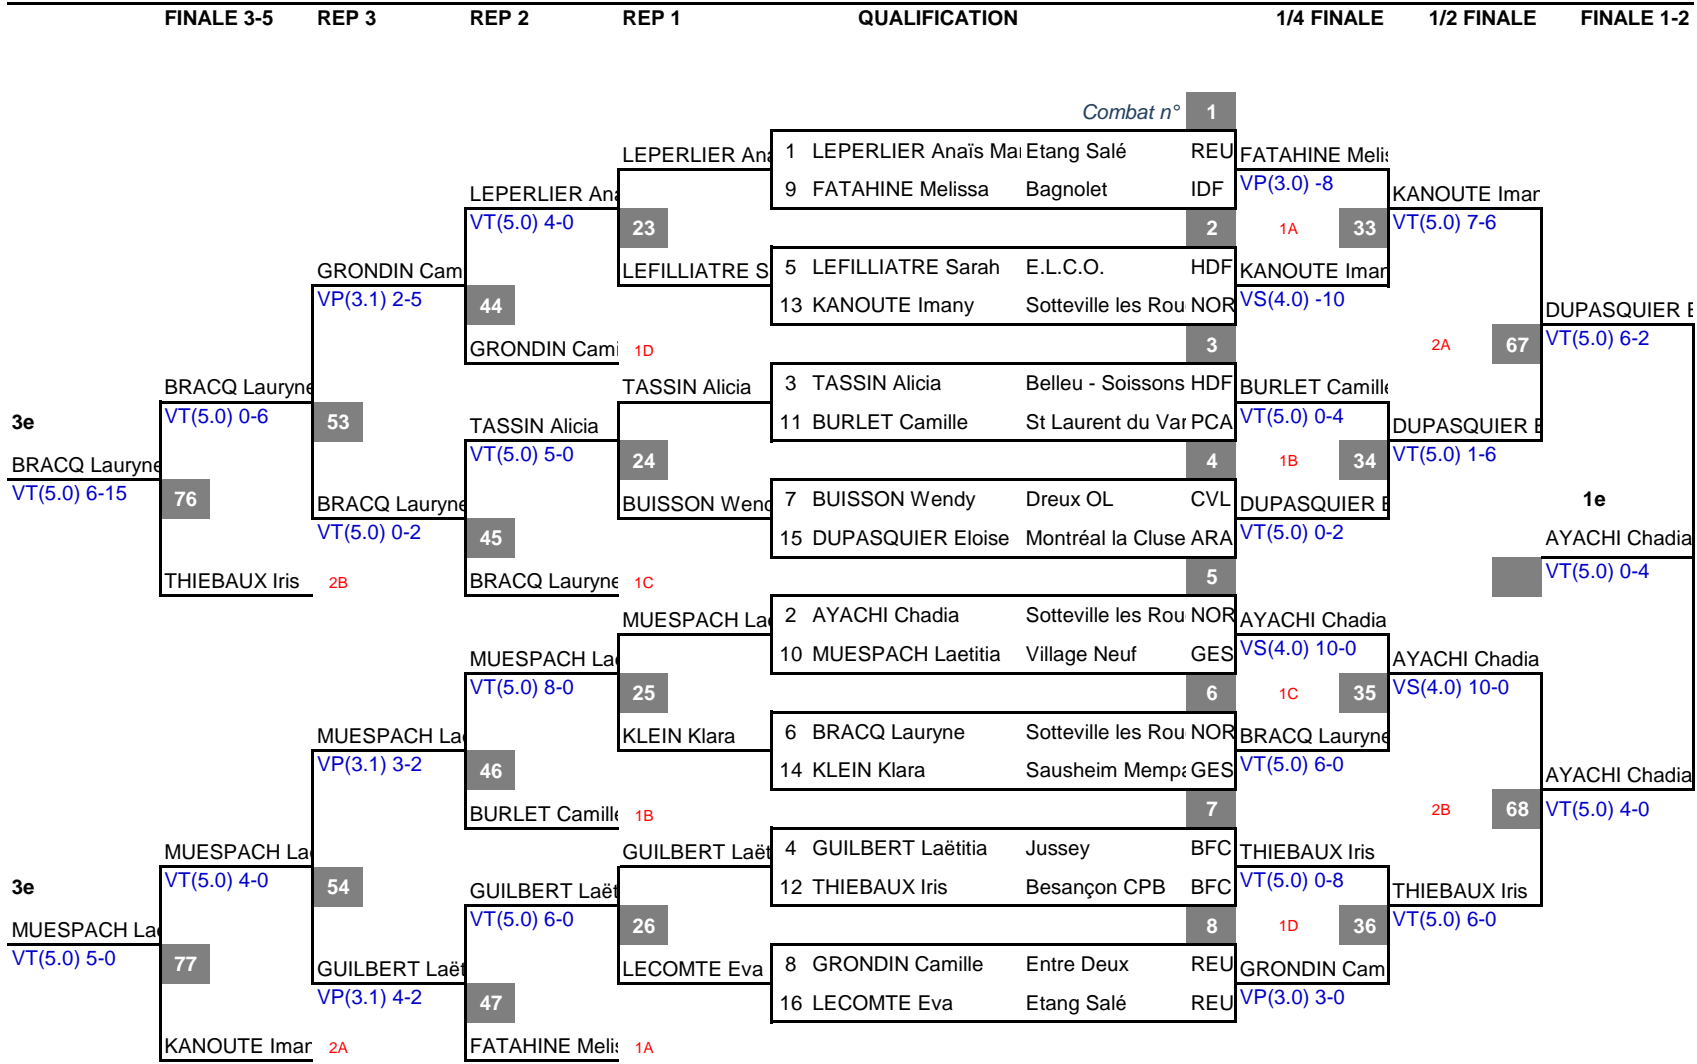 FINALE 3-5 REP 3 REP 2 REP 1 QUALIFICATION 1/4 FINALE 1/2 FINALE FINALE 1-2
Combat n° 1
LEPERLIER Ana 1 LEPERLIER Anaïs Mar Etang Salé REU FATAHINE Melis
LEPERLIER Ana 9 FATAHINE Melissa Bagnolet IDF VP(3.0) -8 KANOUTE Iman
VT(5.0) 4-0 23 2 1A 33 VT(5.0) 7-6
GRONDIN Cam LEFILLIATRE S 5 LEFILLIATRE Sarah E.L.C.O. HDF KANOUTE Iman
VP(3.1) 2-5 44 13 KANOUTE Imany Sotteville les Rou NOR VS(4.0) -10 DUPASQUIER E
GRONDIN Cami 1D 3 2A 67 VT(5.0) 6-2
BRACQ Lauryne TASSIN Alicia 3 TASSIN Alicia Belleu - Soissons HDF BURLET Camille
3e VT(5.0) 0-6 53 TASSIN Alicia 11 BURLET Camille St Laurent du Var PCA VT(5.0) 0-4 DUPASQUIER E
BRACQ Lauryne VT(5.0) 5-0 24 4 1B 34 VT(5.0) 1-6
VT(5.0) 6-15 76 BRACQ Lauryne BUISSON Wend 7 BUISSON Wendy Dreux OL CVL DUPASQUIER E 1e
VT(5.0) 0-2 45 15 DUPASQUIER Eloise Montréal la Cluse ARA VT(5.0) 0-2 AYACHI Chadia
THIEBAUX Iris 2B BRACQ Lauryne 1C 5 VT(5.0) 0-4
MUESPACH Lae 2 AYACHI Chadia Sotteville les Rou NOR AYACHI Chadia
MUESPACH Lae 10 MUESPACH Laetitia Village Neuf GES VS(4.0) 10-0 AYACHI Chadia
VT(5.0) 8-0 25 6 1C 35 VS(4.0) 10-0
MUESPACH Lae KLEIN Klara 6 BRACQ Lauryne Sotteville les Rou NOR BRACQ Lauryne
VP(3.1) 3-2 46 14 KLEIN Klara Sausheim Mempa GES VT(5.0) 6-0 AYACHI Chadia
BURLET Camille 1B 7 2B 68 VT(5.0) 4-0
MUESPACH Lae GUILBERT Laët 4 GUILBERT Laëtitia Jussey BFC THIEBAUX Iris
3e VT(5.0) 4-0 54 GUILBERT Laët 12 THIEBAUX Iris Besançon CPB BFC VT(5.0) 0-8 THIEBAUX Iris
MUESPACH Lae VT(5.0) 6-0 26 8 1D 36 VT(5.0) 6-0
VT(5.0) 5-0 77 GUILBERT Laët LECOMTE Eva 8 GRONDIN Camille Entre Deux REU GRONDIN Cam
VP(3.1) 4-2 47 16 LECOMTE Eva Etang Salé REU VP(3.0) 3-0
KANOUTE Iman 2A FATAHINE Melis 1A